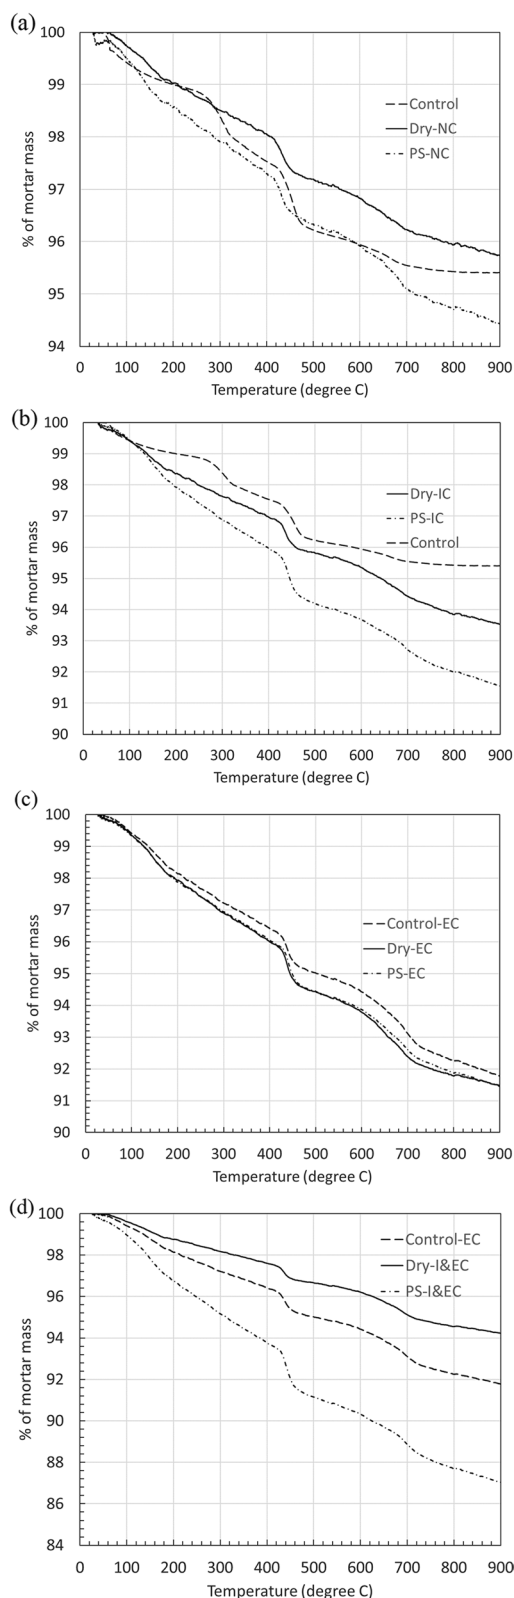 (a)
100
99
98
97
96
95
94
% of mortar mass
Control
Dry-NC
PS-NC
0 100 200 300 400 500 600 700 800 900
Temperature (degree C)
(b)
100
99
98
97
96
95
94
93
92
91
90
% of mortar mass
Dry-IC
PS-IC
Control
0 100 200 300 400 500 600 700 800 900
Temperature (degree C)
(c)
100
99
98
97
96
95
94
93
92
91
90
% of mortar mass
Control-EC
Dry-EC
PS-EC
0 100 200 300 400 500 600 700 800 900
Temperature (degree C)
(d)
100
98
96
94
92
90
88
86
84
% of mortar mass
Control-EC
Dry-I&EC
PS-I&EC
0 100 200 300 400 500 600 700 800 900
Temperature (degree C)